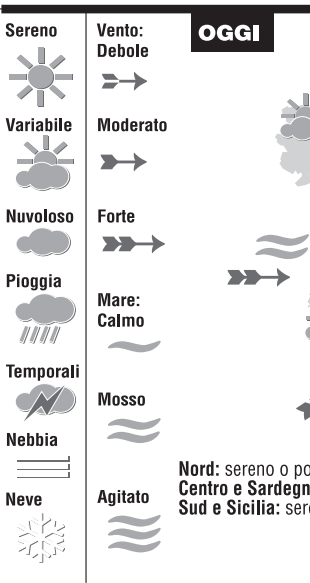 Sereno
Variabile
Nuvoloso
Pioggia
Temporali
Nebbia
Neve
Vento:
Debole
Moderato
Forte
Mare:
Calmo
Mosso
Agitato
OGGI
Nord: sereno o po
Centro e Sardegn
Sud e Sicilia: sere